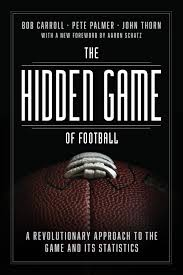 BOB CARROLL · PETE PALMER · JOHN THORN
WITH A NEW FOREWORD BY AARON SCHATZ
THE
HIDDEN GAME
OF FOOTBALL
A REVOLUTIONARY APPROACH TO THE
GAME AND ITS STATISTICS